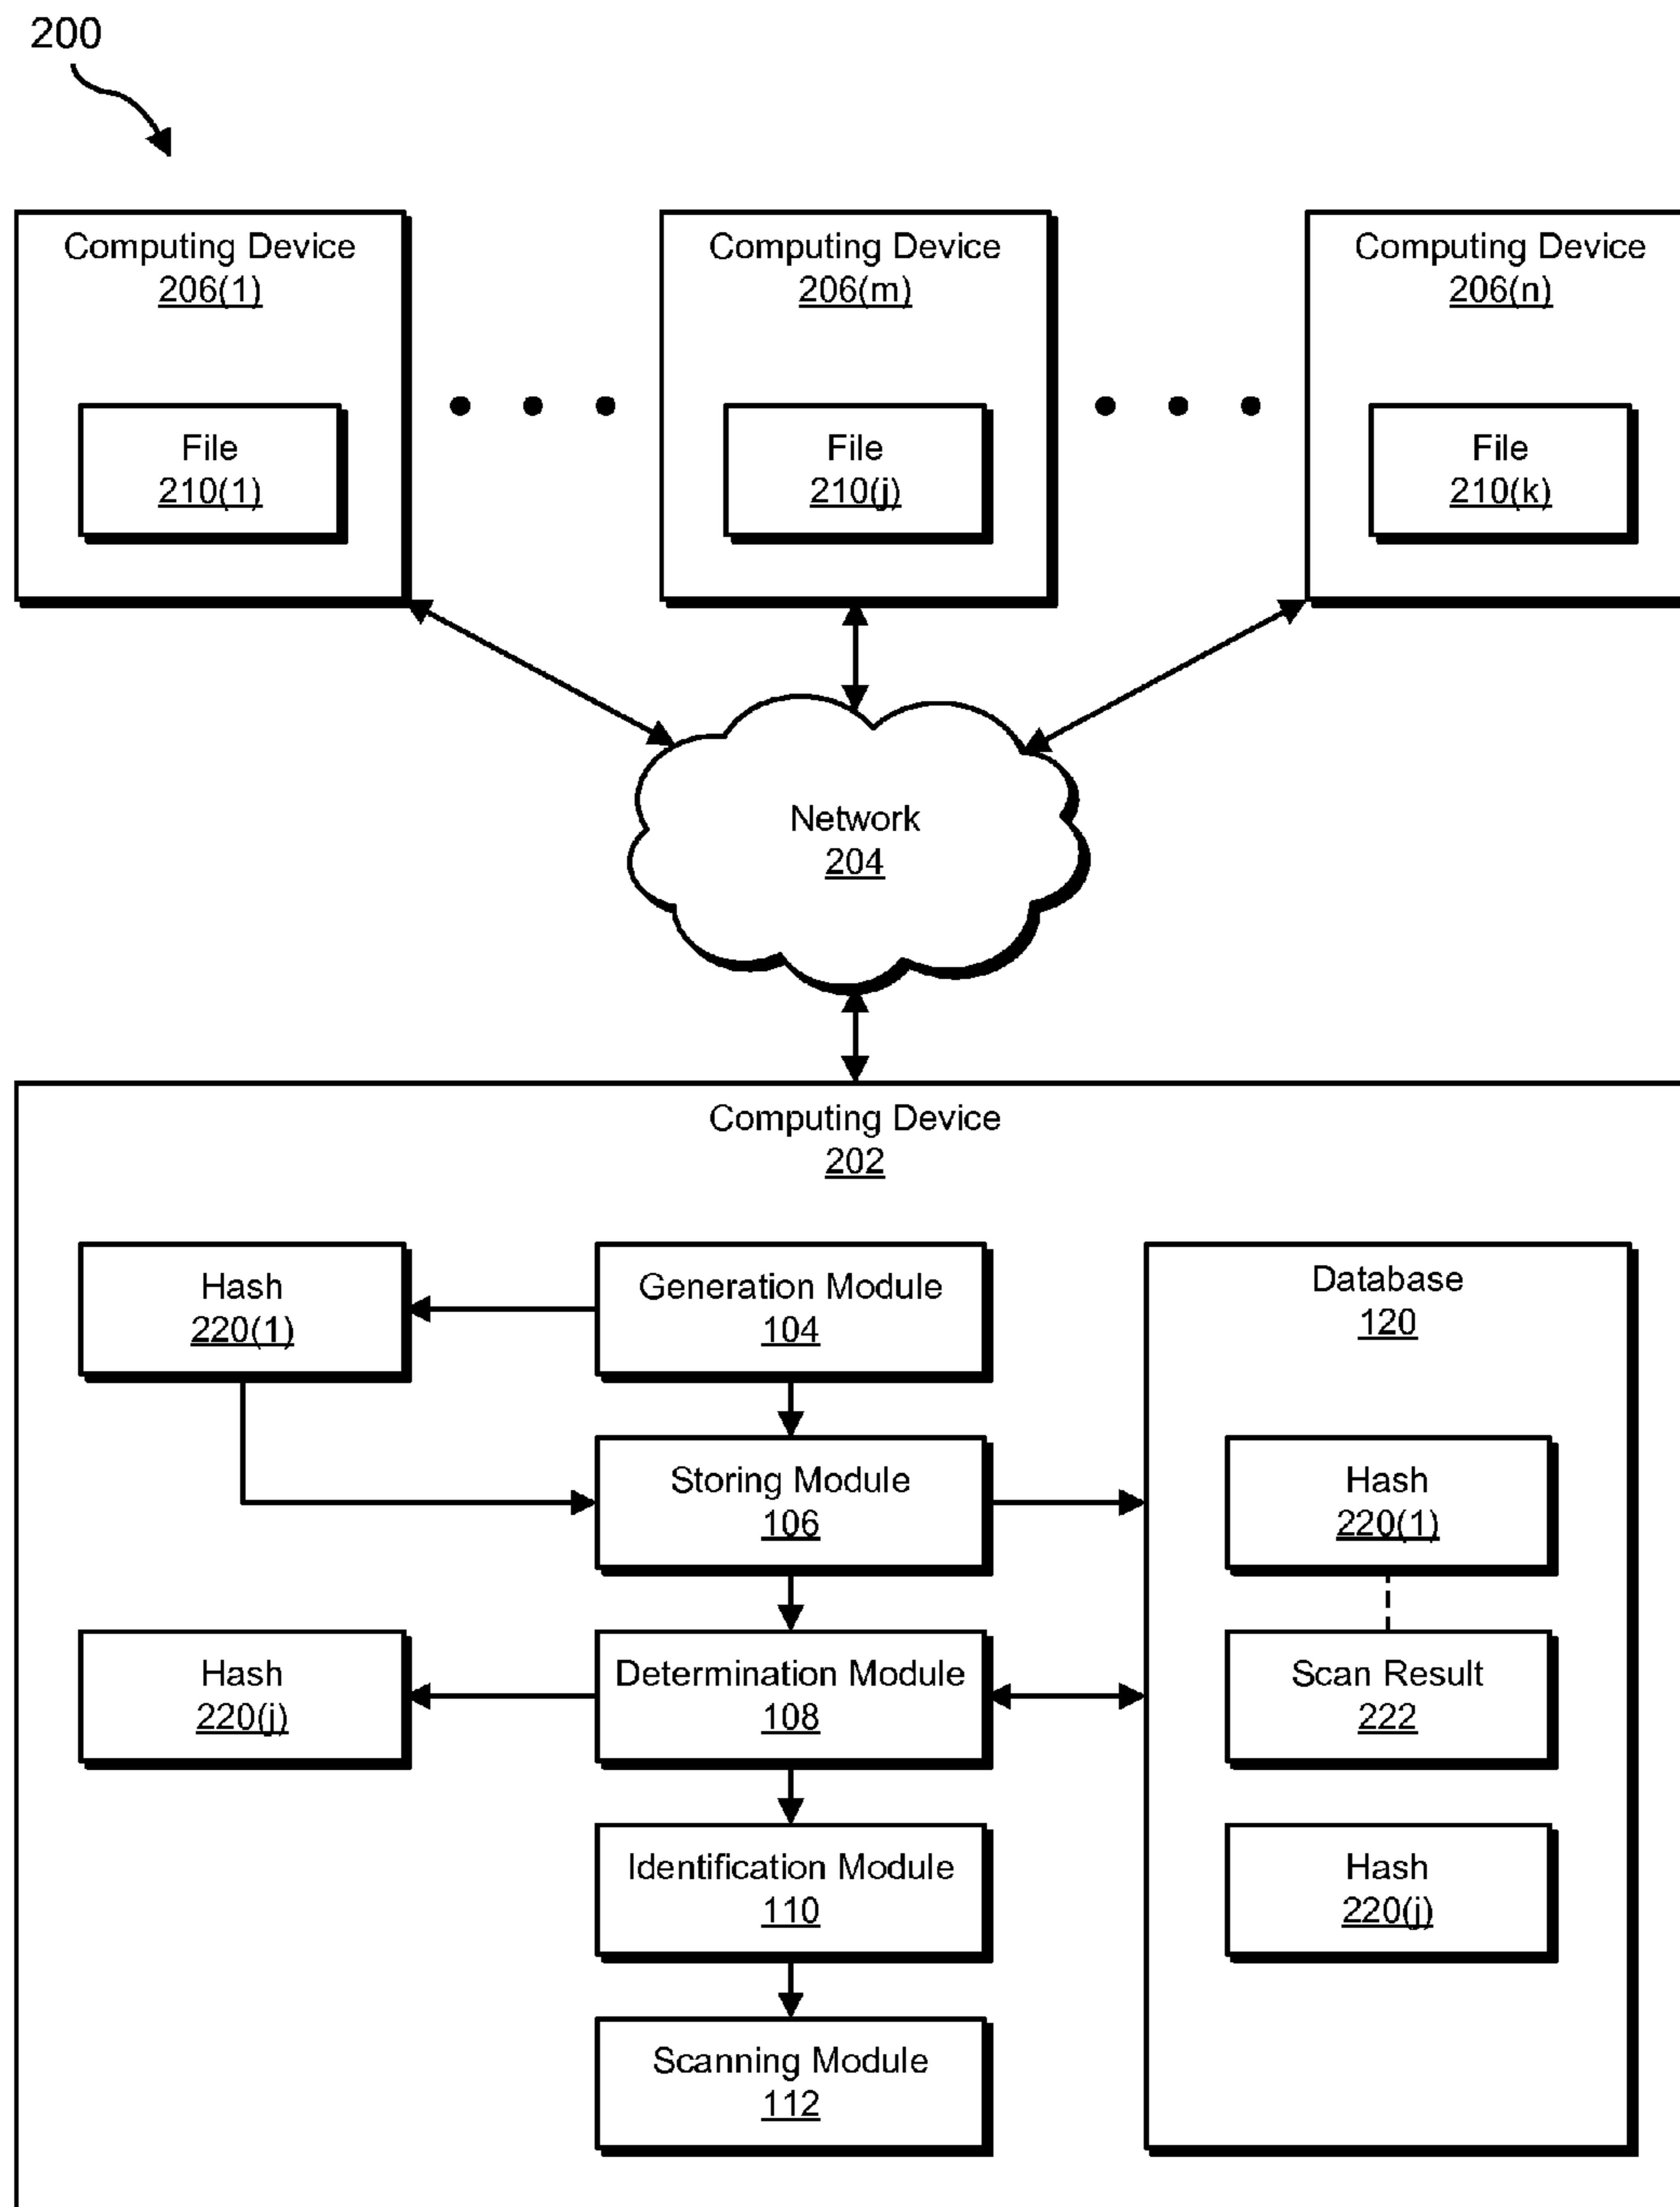 200
Computing Device
206(1)
File
210(1)
Computing Device
206(m)
File
210(j)
Computing Device
206(n)
File
210(k)
Network
204
Computing Device
202
Hash
220(1)
Generation Module
104
Database
120
Storing Module
106
Hash
220(1)
Hash
220(j)
Determination Module
108
Scan Result
222
Identification Module
110
Hash
220(j)
Scanning Module
112